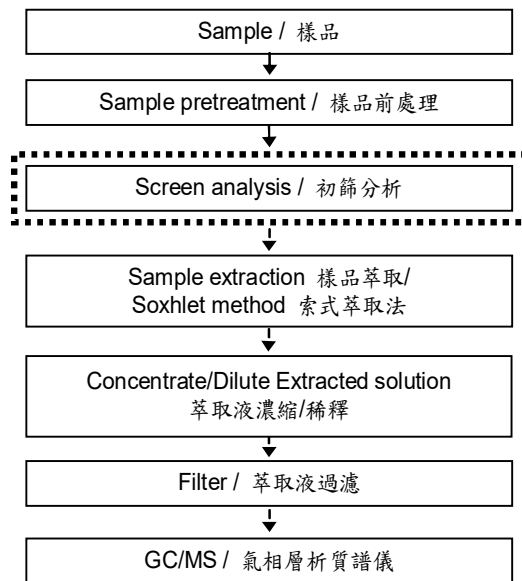 Sample / 樣品
Sample pretreatment / 樣品前處理
Screen analysis / 初篩分析
Sample extraction 樣品萃取/
Soxhlet method 索式萃取法
Concentrate/Dilute Extracted solution
萃取液濃縮/稀釋
Filter / 萃取液過濾
GC/MS / 氣相層析質譜儀